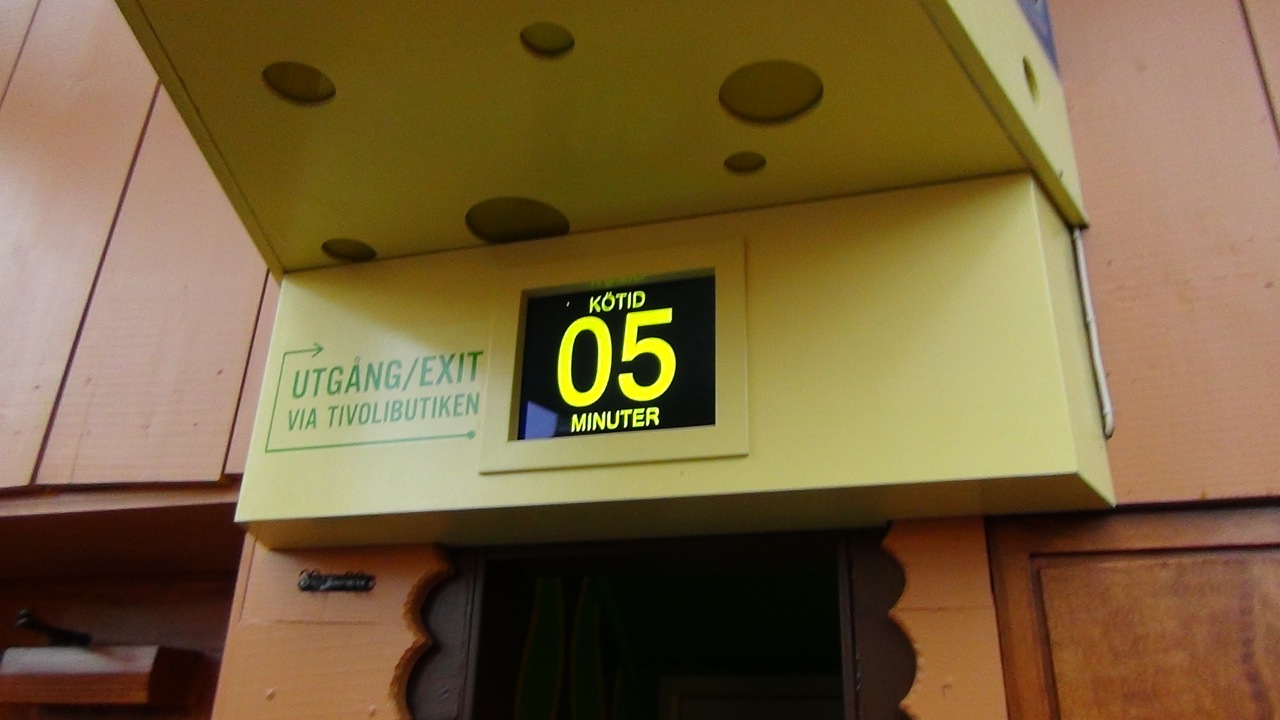 UTGÅNG/EXIT
VIA TIVOLIBUTIKEN
KÖTID
05
MINUTER